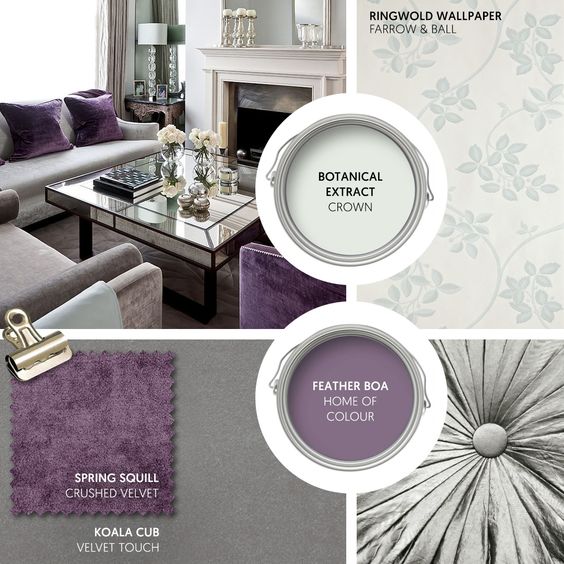 RINGWOLD WALLPAPER
FARROW & BALL
BOTANICAL
EXTRACT
CROWN
FEATHER BOA
HOME OF
COLOUR
SPRING SQUILL
CRUSHED VELVET
KOALA CUB
VELVET TOUCH